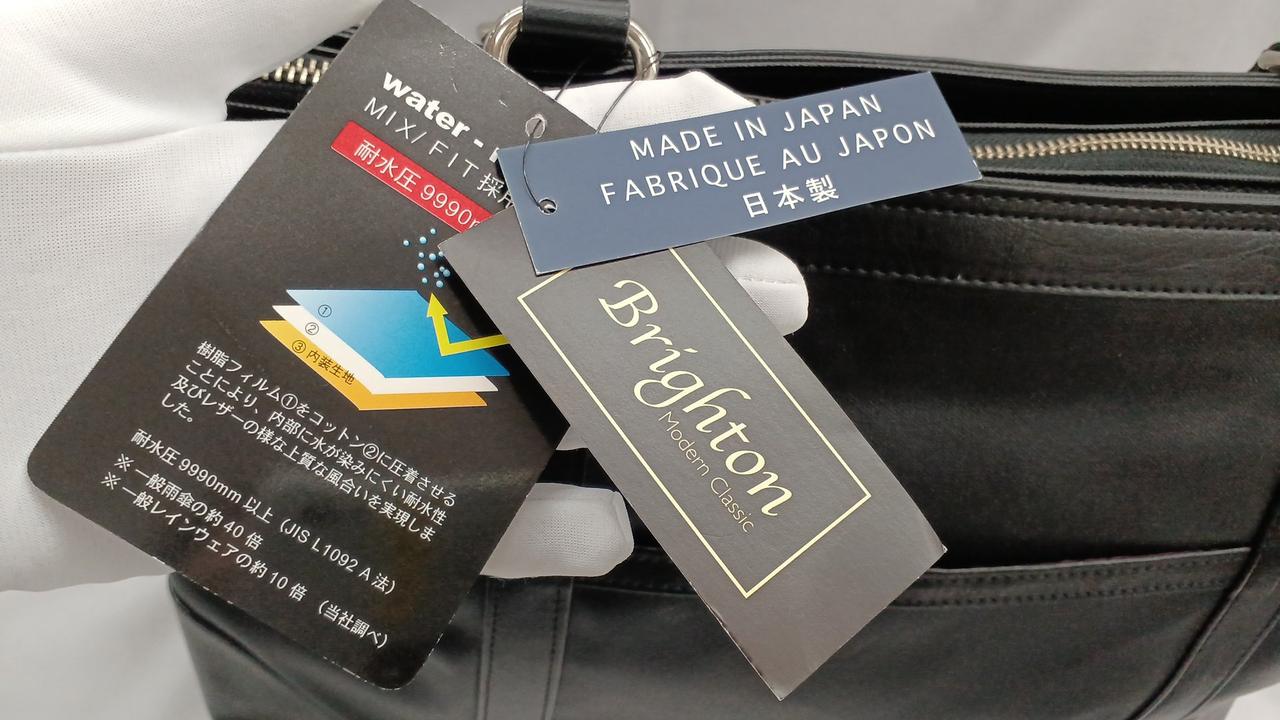 water -
MIX/FIT 採用
耐水圧 9990
①
②
③ 内装生地
樹脂フィルム①をコットン②に圧着させる
ことにより、内部に水が染みにくい耐水性
及びレザーの様な上質な風合いを実現しま
した。
耐水圧 9990mm 以上（JIS L1092 A 法）
※ 一般雨傘の約 40 倍
※ 一般レインウェアの約 10 倍 （当社調べ）
MADE IN JAPAN
FABRIQUE AU JAPON
日本製
Brighton
Modern Classic